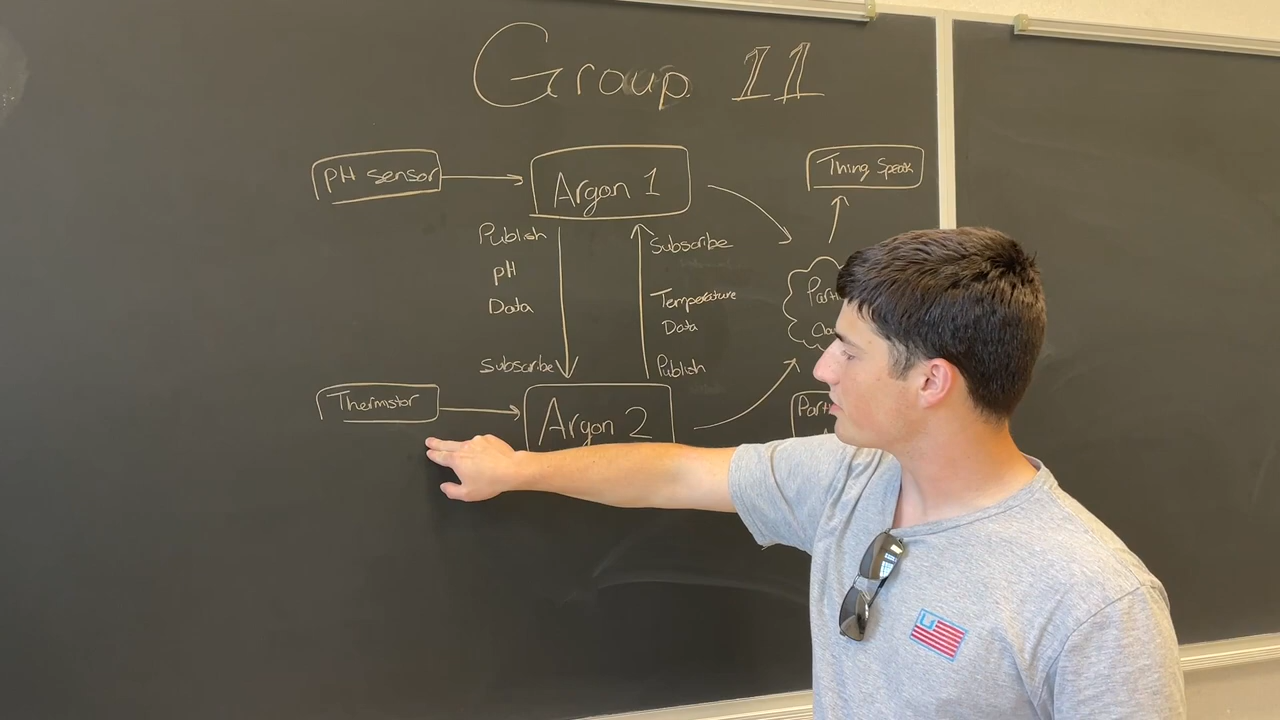 Group 11
pH sensor
Argon 1
Thing Speak
Publish
pH
Data
Subscribe
Subscribe
Temperature
Data
Publish
Thermistor
Argon 2